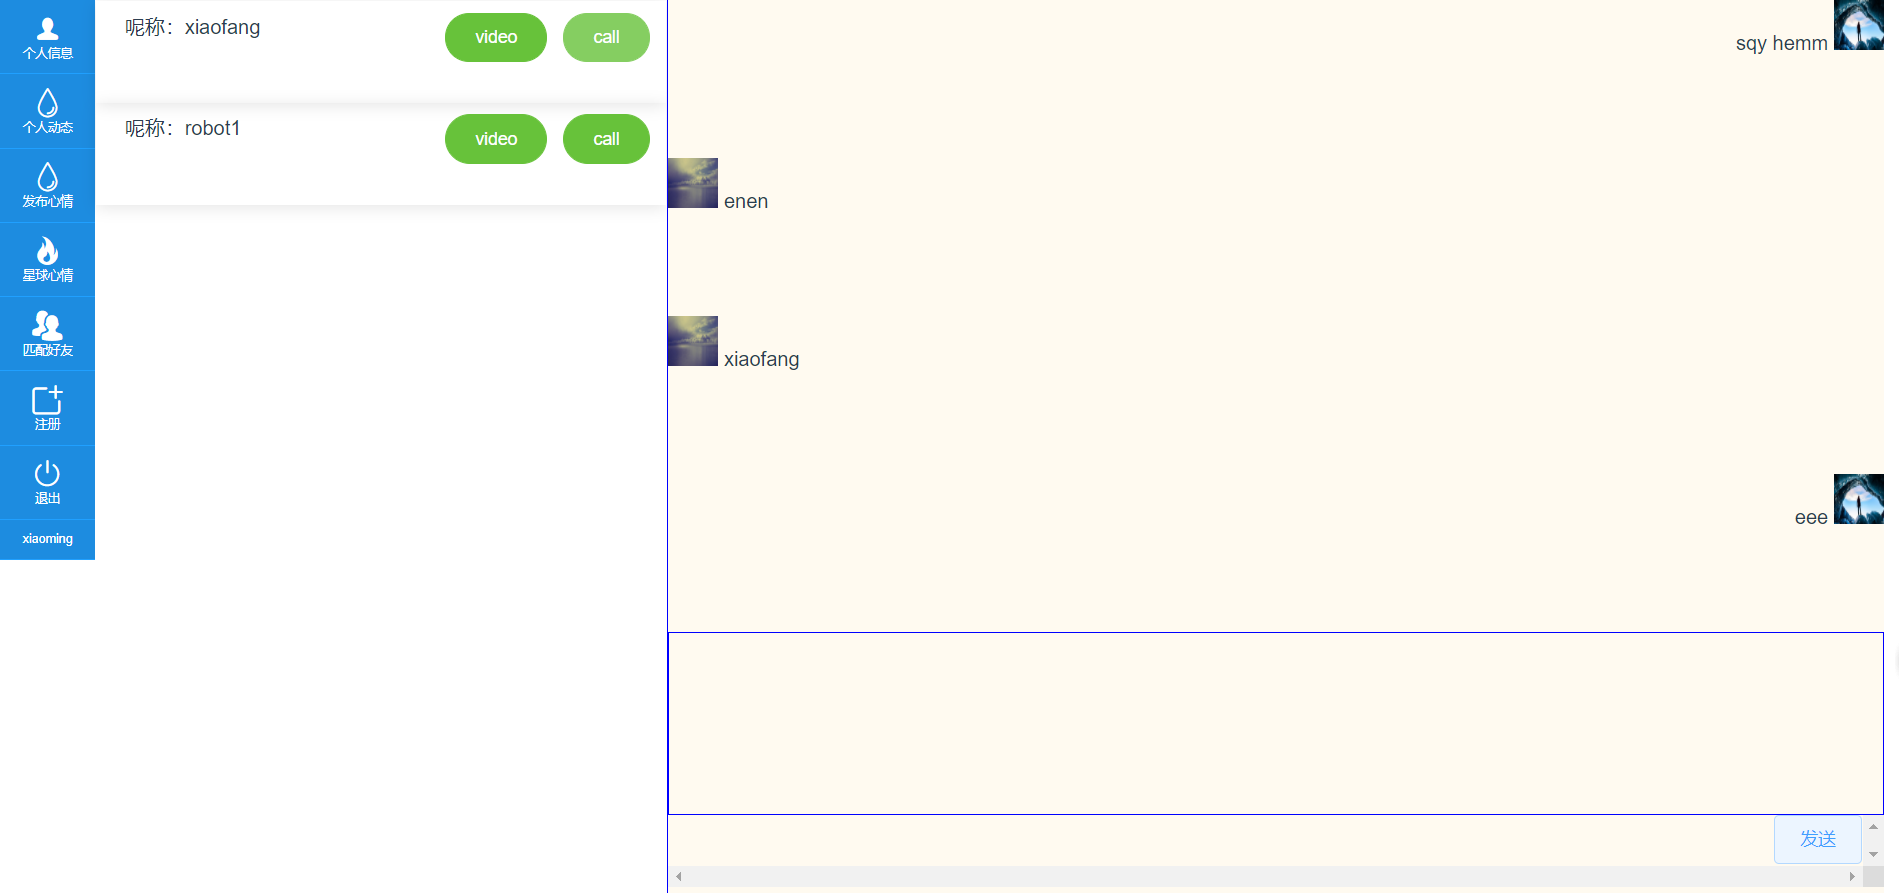 个人信息
个人动态
发布心情
星球心情
匹配好友
注册
退出
xiaoming
呢称：xiaofang
video
call
呢称：robot1
video
call
sqy hemm
enen
xiaofang
eee
发送